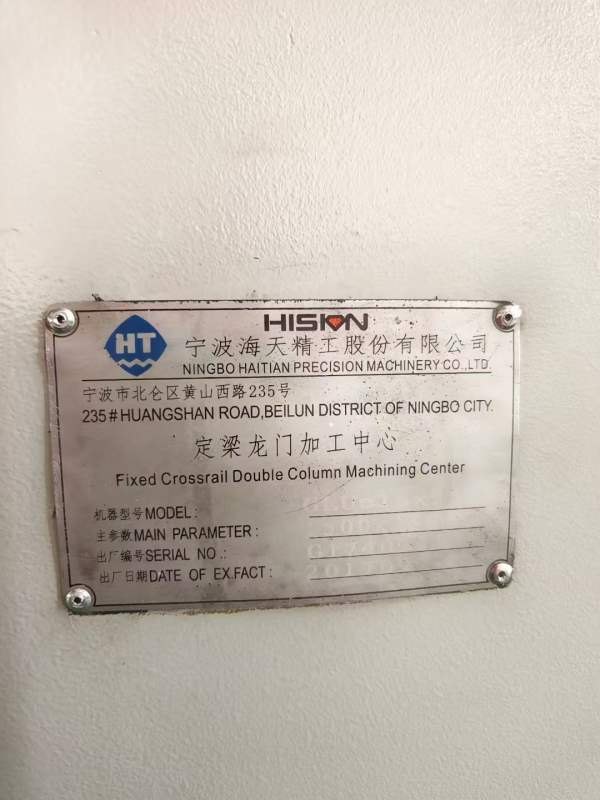 HT
HISION
宁波海天精工股份有限公司
NINGBO HAITIAN PRECISION MACHINERY CO.,LTD
宁波市北仑区黄山西路235号
235#HUANGSHAN ROAD,BEILUN DISTRICT OF NINGBO CITY.
定梁龙门加工中心
Fixed Crossrail Double Column Machining Center
机器型号MODEL:
主参数MAIN PARAMETER:
出厂编号SERIAL NO.:
出厂日期DATE OF EX.FACT: